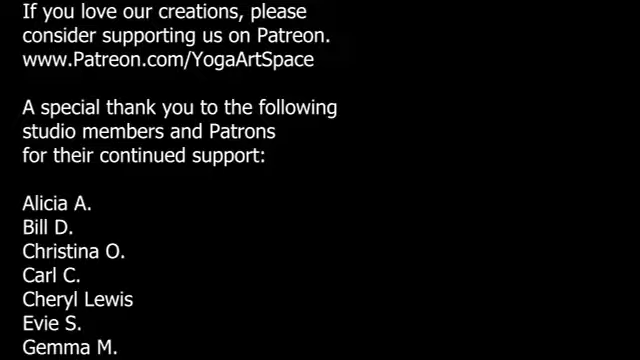 If you love our creations, please
consider supporting us on Patreon.
www.Patreon.com/YogaArtSpace
A special thank you to the following
studio members and Patrons
for their continued support:
Alicia A.
Bill D.
Christina O.
Carl C.
Cheryl Lewis
Evie S.
Gemma M.